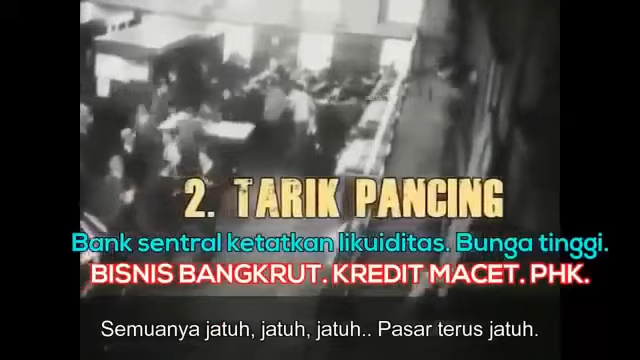 2. TARIK PANCING
Bank sentral ketatkan likuiditas. Bunga tinggi.
BISNIS BANGKRUT. KREDIT MACET. PHK.
Semuanya jatuh, jatuh, jatuh.. Pasar terus jatuh.